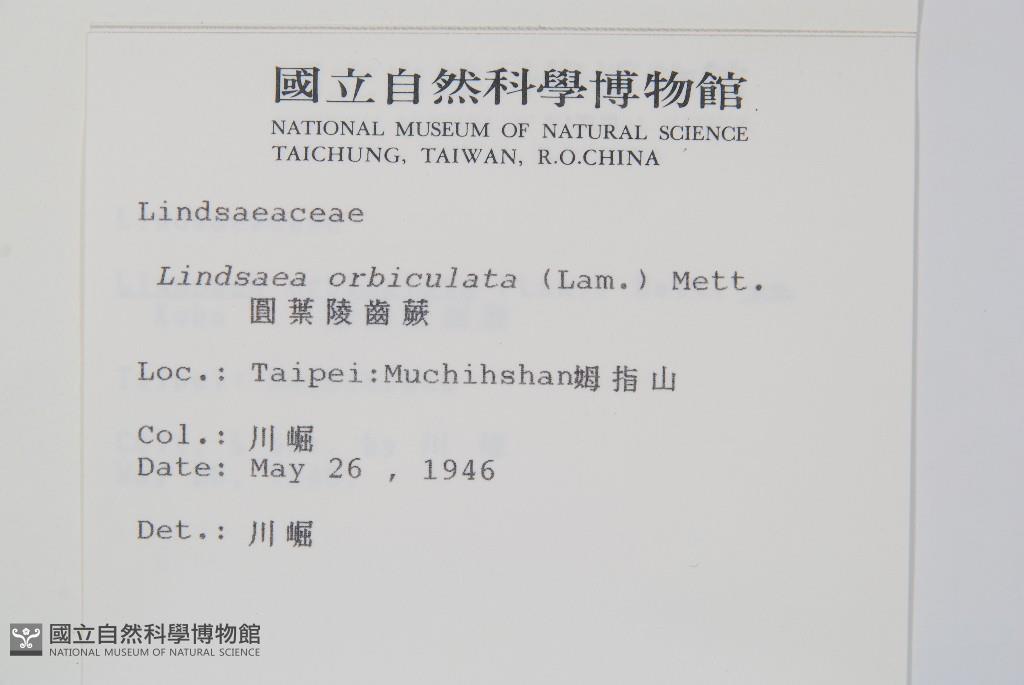 國立自然科學博物館
NATIONAL MUSEUM OF NATURAL SCIENCE
TAICHUNG, TAIWAN, R.O.CHINA
Lindsaeaceae
Lindsaea orbiculata (Lam.) Mett.
圓葉陵齒蕨
Loc.: Taipei:Muchihshan姆指山
Col.: 川崛
Date: May 26 , 1946
Det.: 川崛
國立自然科學博物館
NATIONAL MUSEUM OF NATURAL SCIENCE